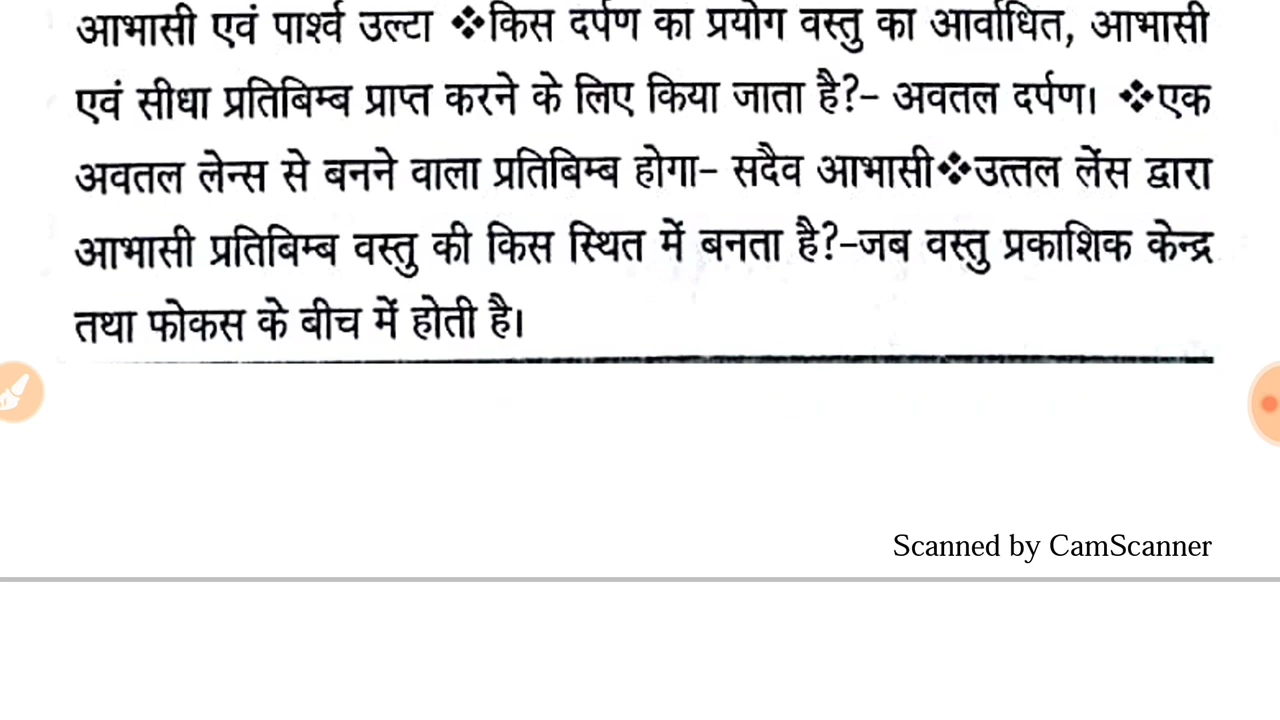 आभासी एवं पार्श्व उल्टा ❖किस दर्पण का प्रयोग वस्तु का आर्वाधित, आभासी
एवं सीधा प्रतिबिम्ब प्राप्त करने के लिए किया जाता है?– अवतल दर्पण। ❖एक
अवतल लेन्स से बनने वाला प्रतिबिम्ब होगा– सदैव आभासी❖उत्तल लेंस द्वारा
आभासी प्रतिबिम्ब वस्तु की किस स्थित में बनता है?–जब वस्तु प्रकाशिक केन्द्र
तथा फोकस के बीच में होती है।
Scanned by CamScanner